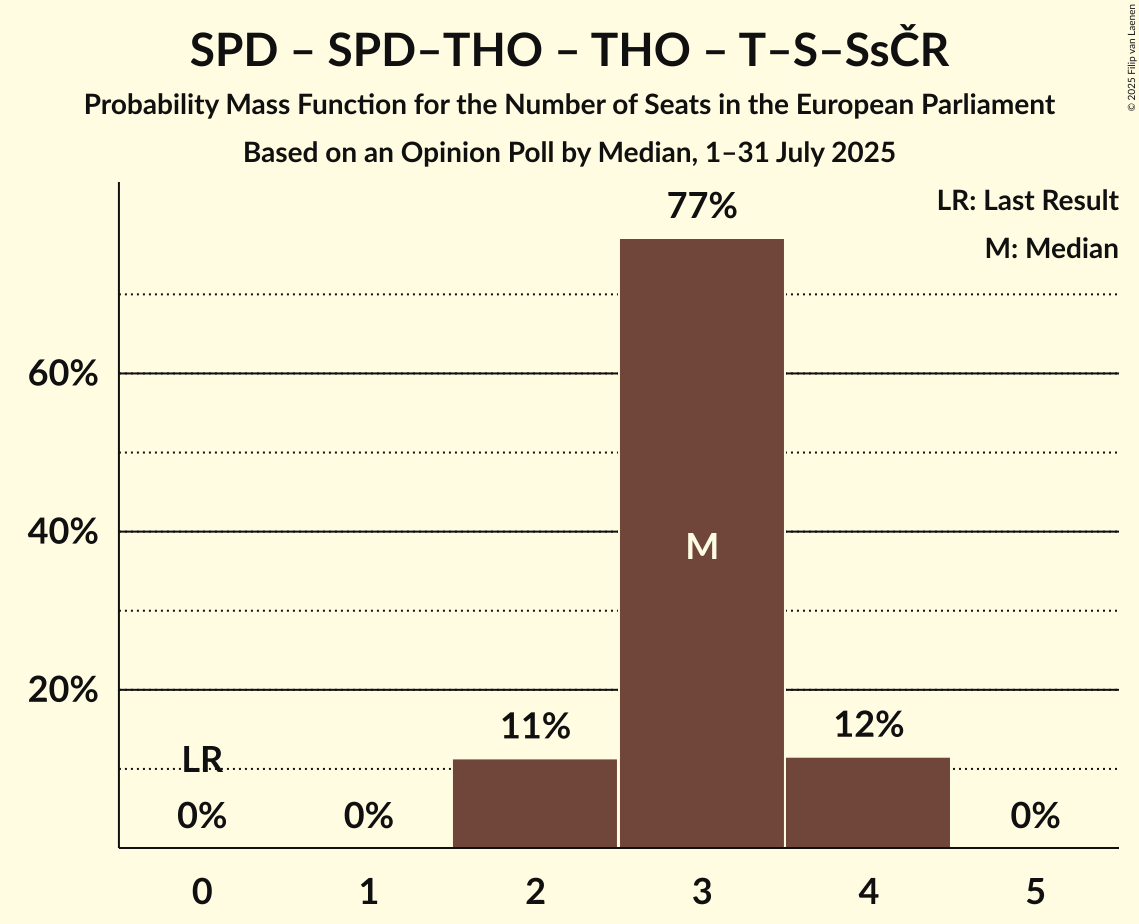 SPD – SPD–THO – THO – T–S–SsČR
Probability Mass Function for the Number of Seats in the European Parliament
Based on an Opinion Poll by Median, 1–31 July 2025
© 2025 Filip van Laenen
LR: Last Result
M: Median
77%
60%
40%
M
20%
11%
12%
LR
0%
0%
0%
0
1
2
3
4
5